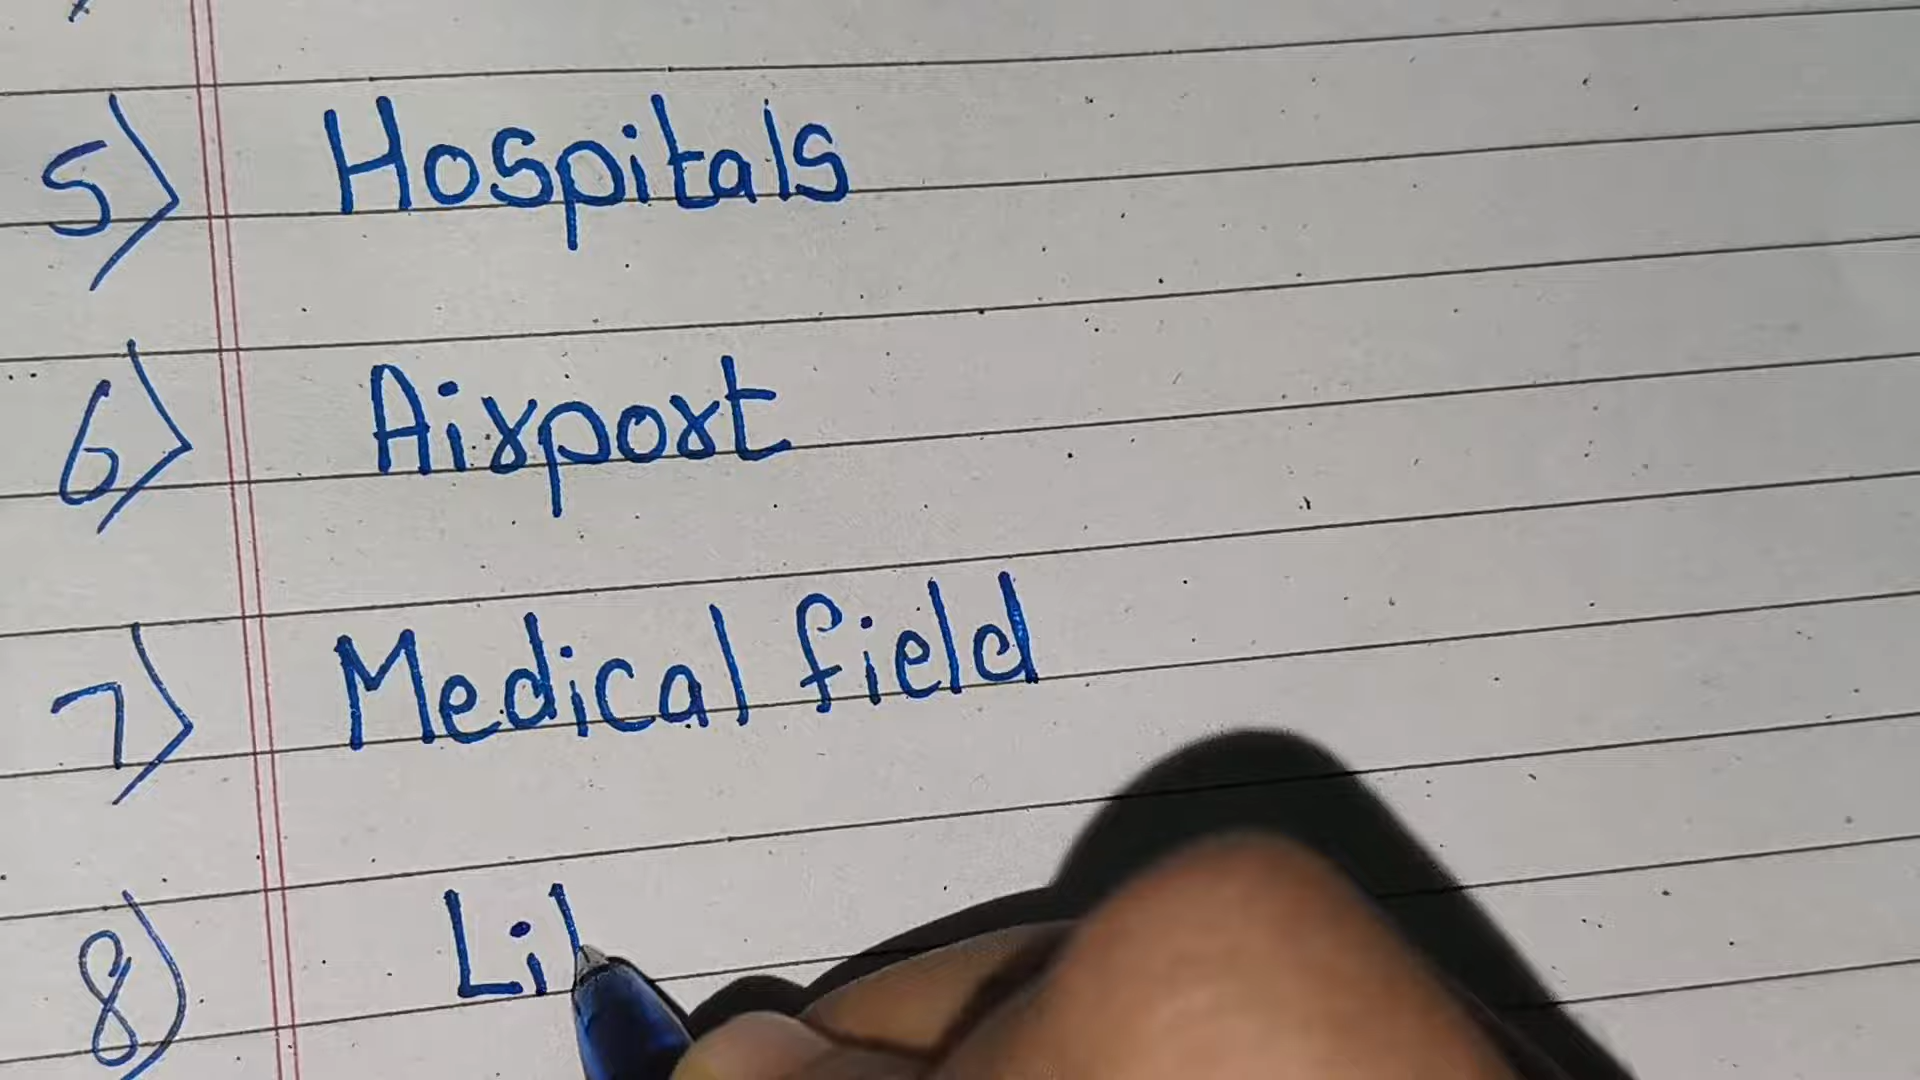 5) Hospitals
6) Airport
7) Medical field
8) Li